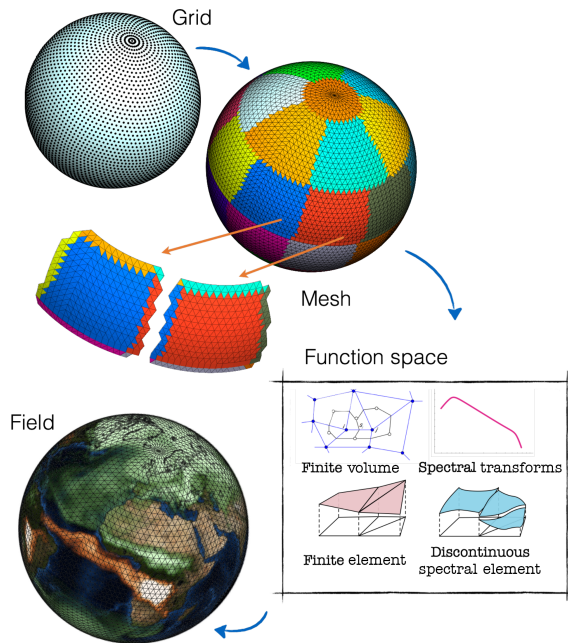 Grid
Mesh
Function space
Finite volume
Spectral transforms
Finite element
Discontinuous
spectral element
Field